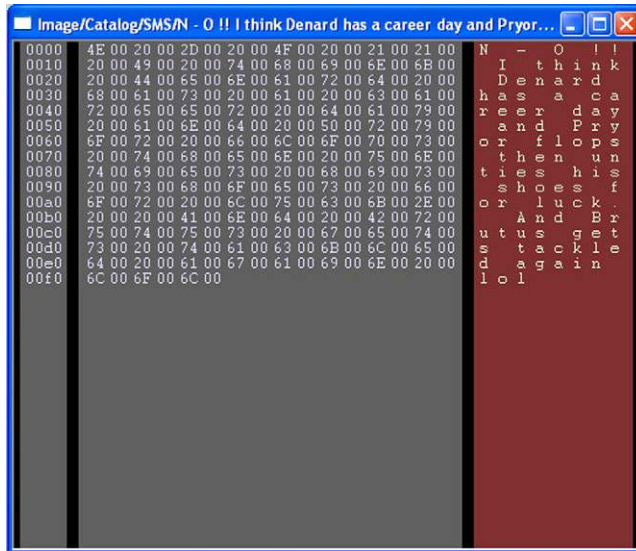 Image/Catalog/SMS/N - O !! I think Denard has a career day and Pryor...
0000 4E 00 20 00 2D 00 20 00 4F 00 20 00 21 00 21 00 N - O !!
0010 20 00 49 00 20 00 74 00 68 00 69 00 6E 00 6B 00 I think
0020 20 00 44 00 65 00 6E 00 61 00 72 00 64 00 20 00 Denard
0030 68 00 61 00 73 00 20 00 61 00 20 00 63 00 61 00 has a ca
0040 72 00 65 00 65 00 72 00 20 00 64 00 61 00 79 00 reer day
0050 20 00 61 00 6E 00 64 00 20 00 50 00 72 00 79 00 and Pry
0060 6F 00 72 00 20 00 66 00 6C 00 6F 00 70 00 73 00 or flops
0070 20 00 74 00 68 00 65 00 6E 00 20 00 75 00 6E 00 then un
0080 74 00 69 00 65 00 73 00 20 00 68 00 69 00 73 00 ties his
0090 20 00 73 00 68 00 6F 00 65 00 73 00 20 00 66 00 shoes f
00a0 6F 00 72 00 20 00 6C 00 75 00 63 00 6B 00 2E 00 or luck.
00b0 20 00 20 00 41 00 6E 00 64 00 20 00 42 00 72 00 And Br
00c0 75 00 74 00 75 00 73 00 20 00 67 00 65 00 74 00 utus get
00d0 73 00 20 00 74 00 61 00 63 00 6B 00 6C 00 65 00 s tackle
00e0 64 00 20 00 61 00 67 00 61 00 69 00 6E 00 20 00 d again
00f0 6C 00 6F 00 6C 00 lol